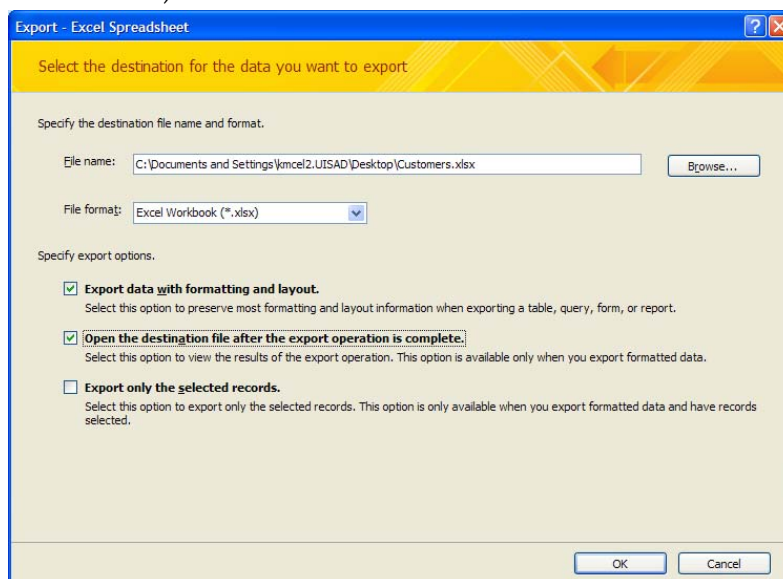 Export - Excel Spreadsheet
Select the destination for the data you want to export
Specify the destination file name and format.
File name: C:\Documents and Settings\kmcel2.UISAD\Desktop\Customers.xlsx Browse...
File format: Excel Workbook (*.xlsx)
Specify export options.
Export data with formatting and layout.
Select this option to preserve most formatting and layout information when exporting a table, query, form, or report.
Open the destination file after the export operation is complete.
Select this option to view the results of the export operation. This option is available only when you export formatted data.
Export only the selected records.
Select this option to export only the selected records. This option is only available when you export formatted data and have records
selected.
OK Cancel